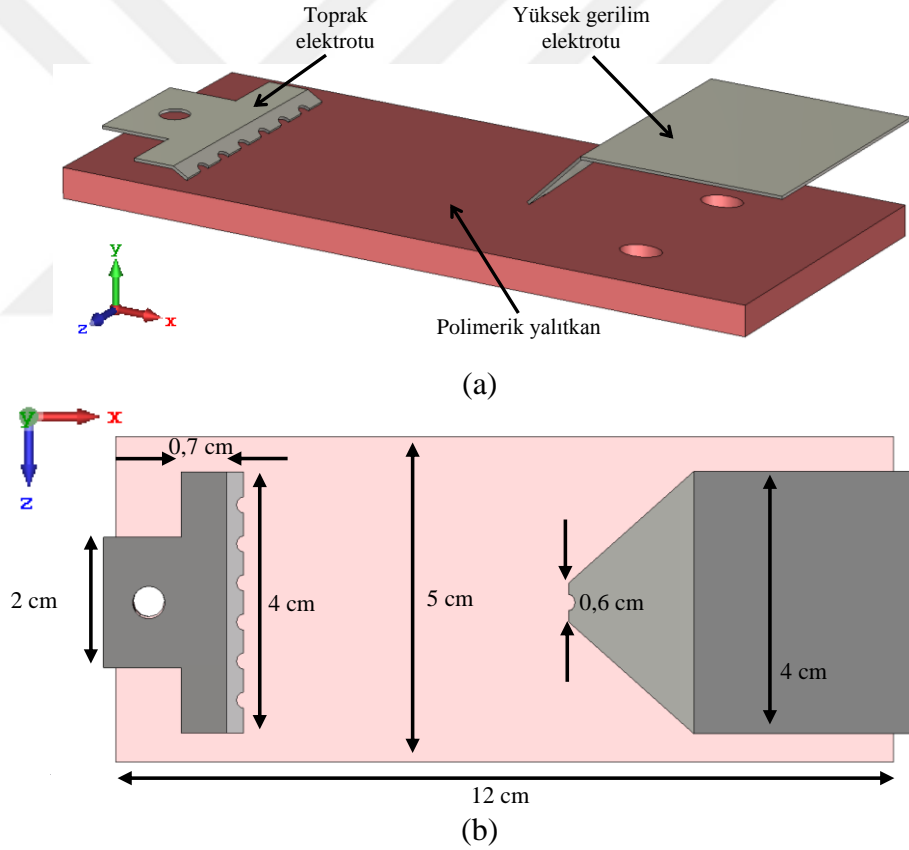 Toprak
elektrotu
Yüksek gerilim
elektrotu
y
z
x
Polimerik yalıtkan
(a)
y
x
z
0,7 cm
2 cm
4 cm
5 cm
0,6 cm
4 cm
12 cm
(b)